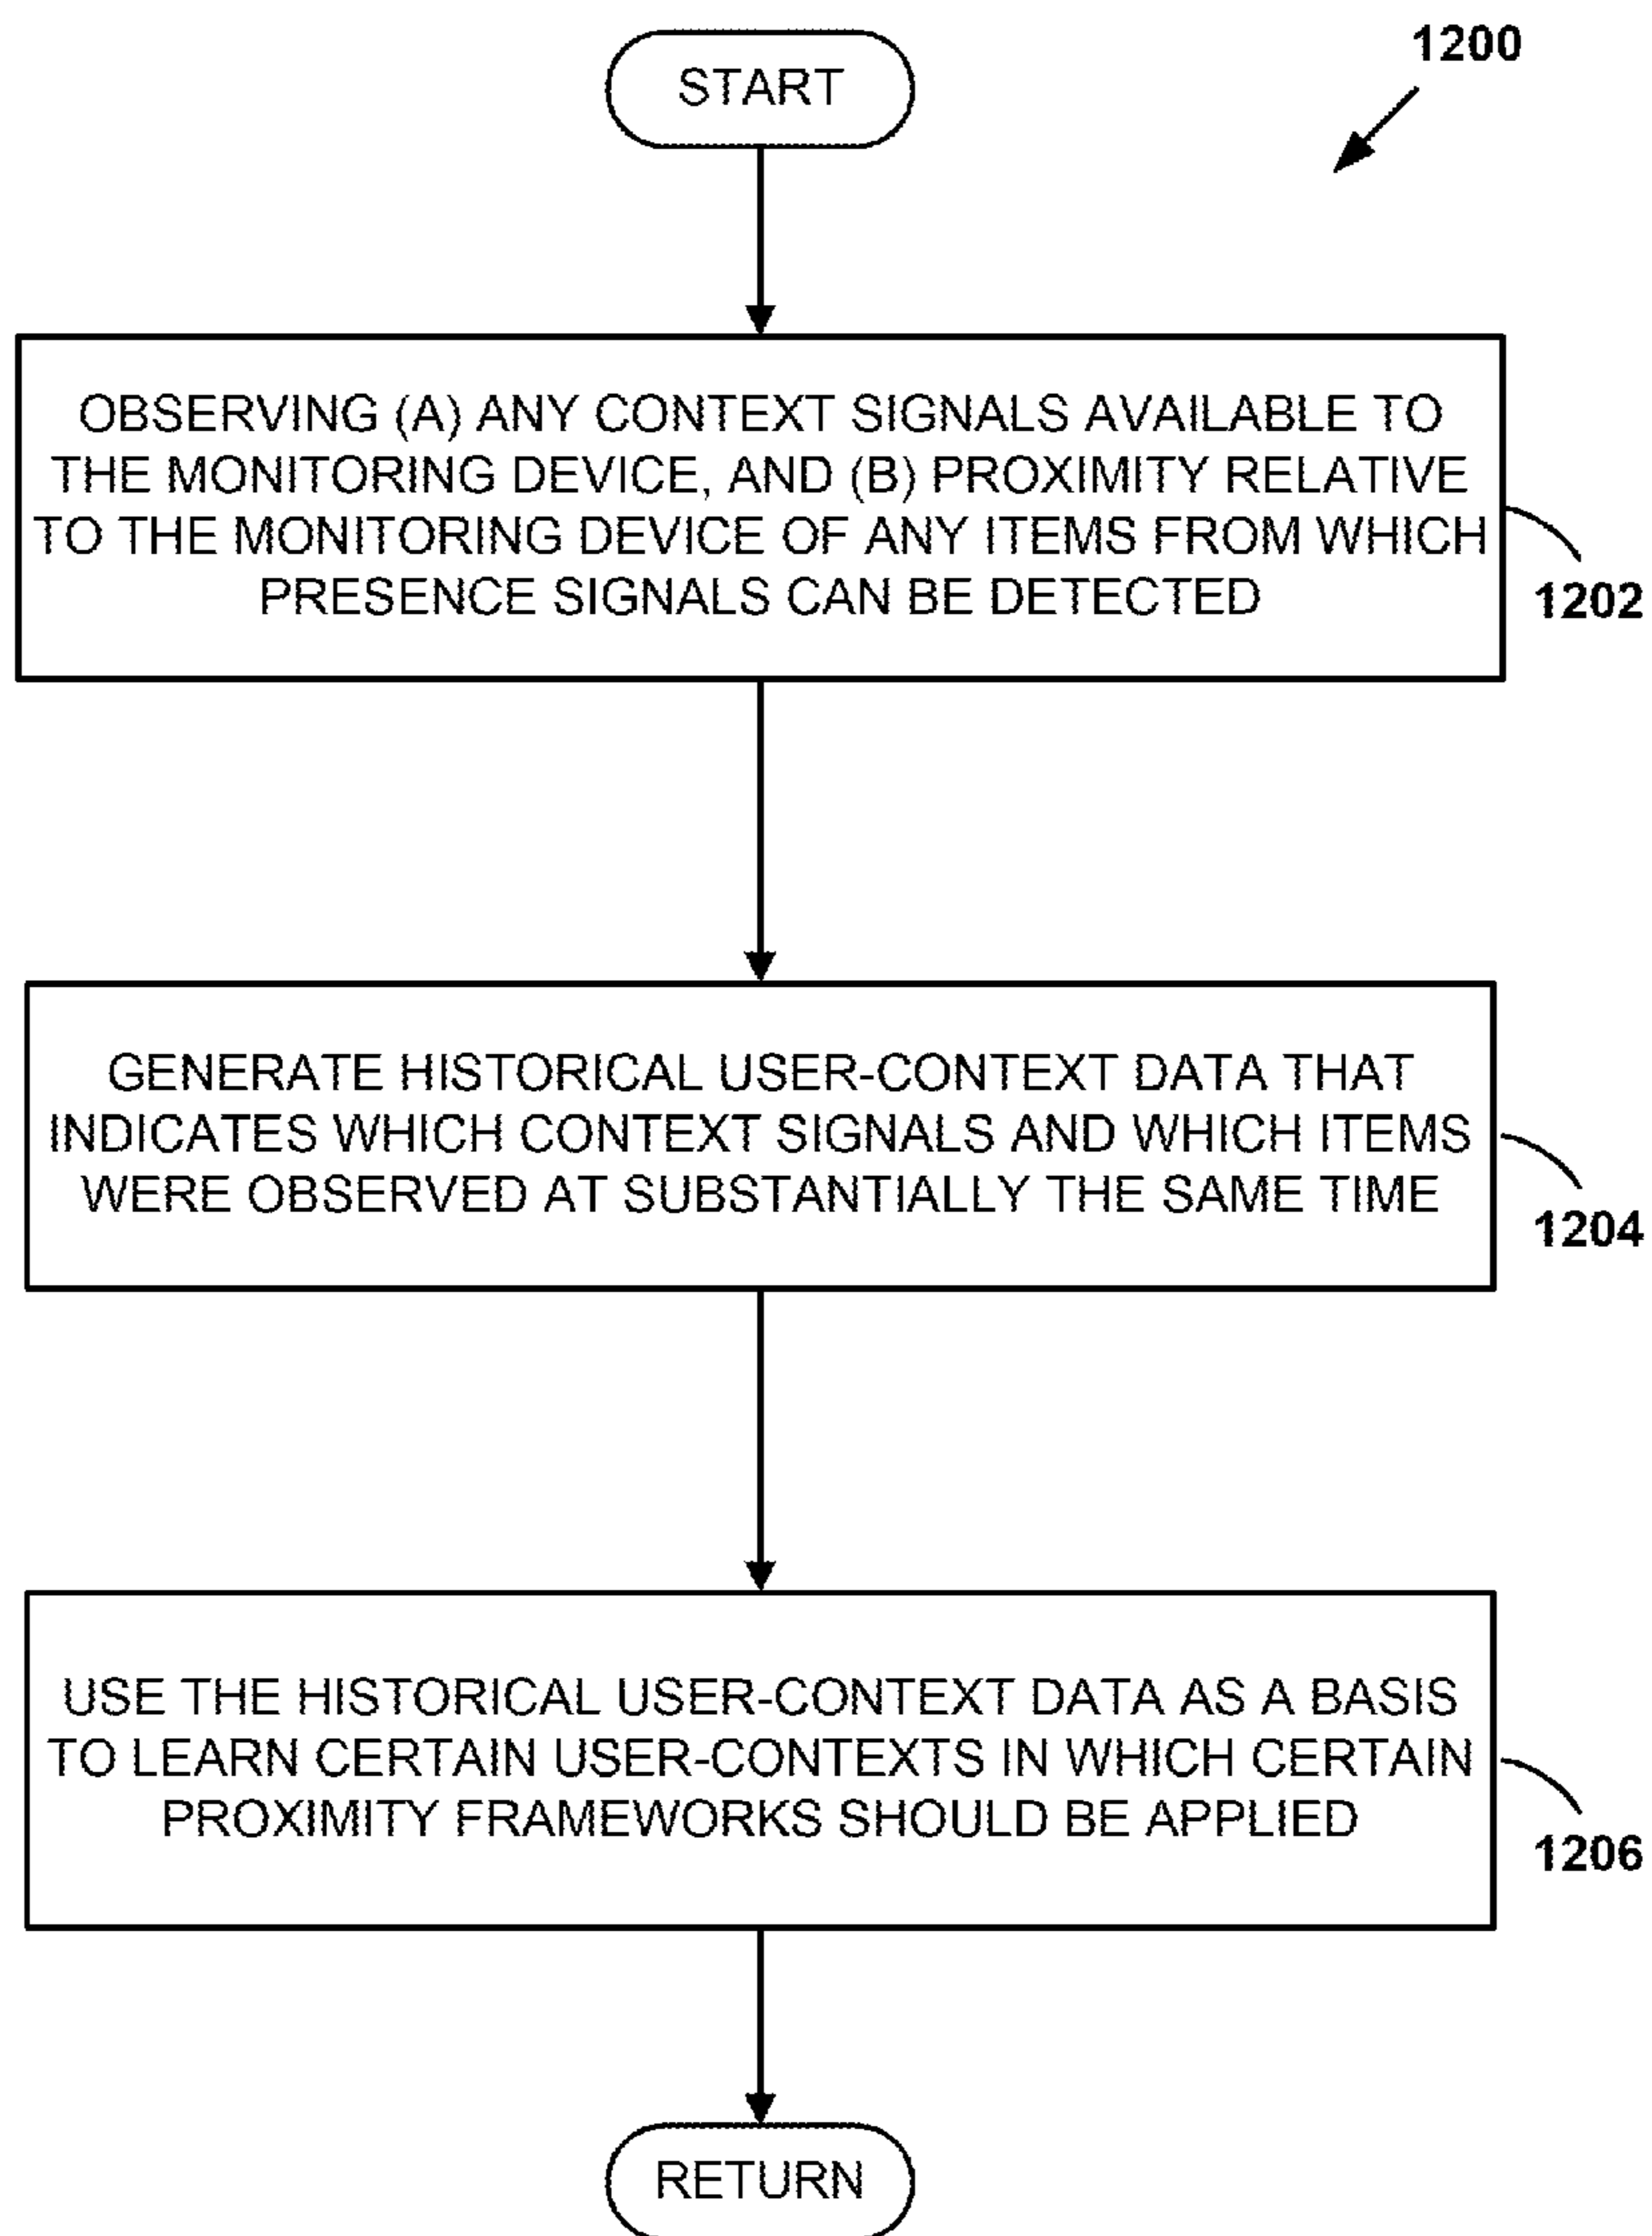 1200
START
OBSERVING (A) ANY CONTEXT SIGNALS AVAILABLE TO
THE MONITORING DEVICE, AND (B) PROXIMITY RELATIVE
TO THE MONITORING DEVICE OF ANY ITEMS FROM WHICH
PRESENCE SIGNALS CAN BE DETECTED
1202
GENERATE HISTORICAL USER-CONTEXT DATA THAT
INDICATES WHICH CONTEXT SIGNALS AND WHICH ITEMS
WERE OBSERVED AT SUBSTANTIALLY THE SAME TIME
1204
USE THE HISTORICAL USER-CONTEXT DATA AS A BASIS
TO LEARN CERTAIN USER-CONTEXTS IN WHICH CERTAIN
PROXIMITY FRAMEWORKS SHOULD BE APPLIED
1206
RETURN